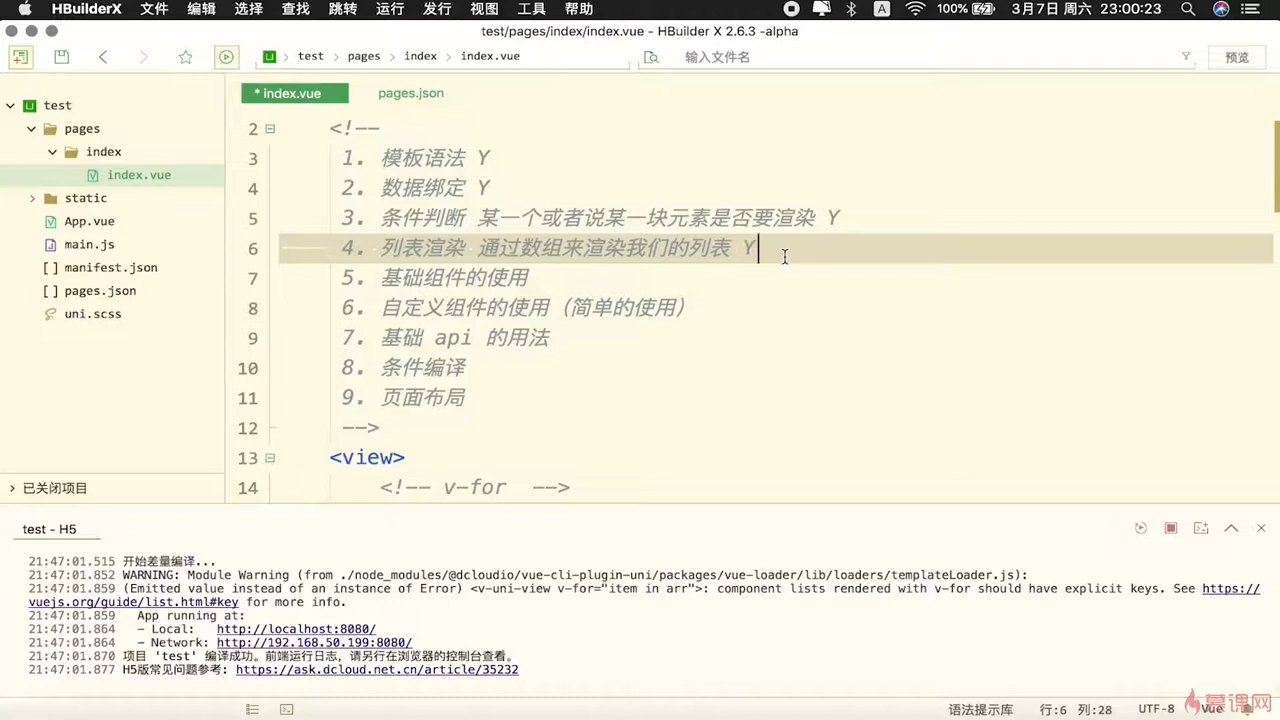 HBuilderX 文件 编辑 选择 查找 跳转 运行 发行 视图 工具 帮助 A 100% 3月7日 周六 23:00:23
test/pages/index/index.vue - HBuilder X 2.6.3 -alpha
test pages index index.vue 输入文件名 预览
* index.vue pages.json
test
pages
index
index.vue
static
App.vue
main.js
[ ] manifest.json
[ ] pages.json
uni.scss
已关闭项目
2 <!--
3 1. 模板语法 Y
4 2. 数据绑定 Y
5 3. 条件判断 某一个或者说某一块元素是否要渲染 Y
6 4. 列表渲染 通过数组来渲染我们的列表 Y
7 5. 基础组件的使用
8 6. 自定义组件的使用（简单的使用）
9 7. 基础 api 的用法
10 8. 条件编译
11 9. 页面布局
12 -->
13 <view>
14 <!-- v-for -->
test - H5
21:47:01.515 开始差量编译...
21:47:01.852 WARNING: Module Warning (from ./node_modules/@dcloudio/vue-cli-plugin-uni/packages/vue-loader/lib/loaders/templateLoader.js):
21:47:01.859 (Emitted value instead of an instance of Error) <v-uni-view v-for="item in arr">: component lists rendered with v-for should have explicit keys. See https://
vuejs.org/guide/list.html#key for more info.
21:47:01.859 App running at:
21:47:01.864 - Local: http://localhost:8080/
21:47:01.864 - Network: http://192.168.50.199:8080/
21:47:01.870 项目 'test' 编译成功。前端运行日志，请另行在浏览器的控制台查看。
21:47:01.877 H5版常见问题参考: https://ask.dcloud.net.cn/article/35232
语法提示库 行:6 列:28 UTF-8 Vue
慕课网